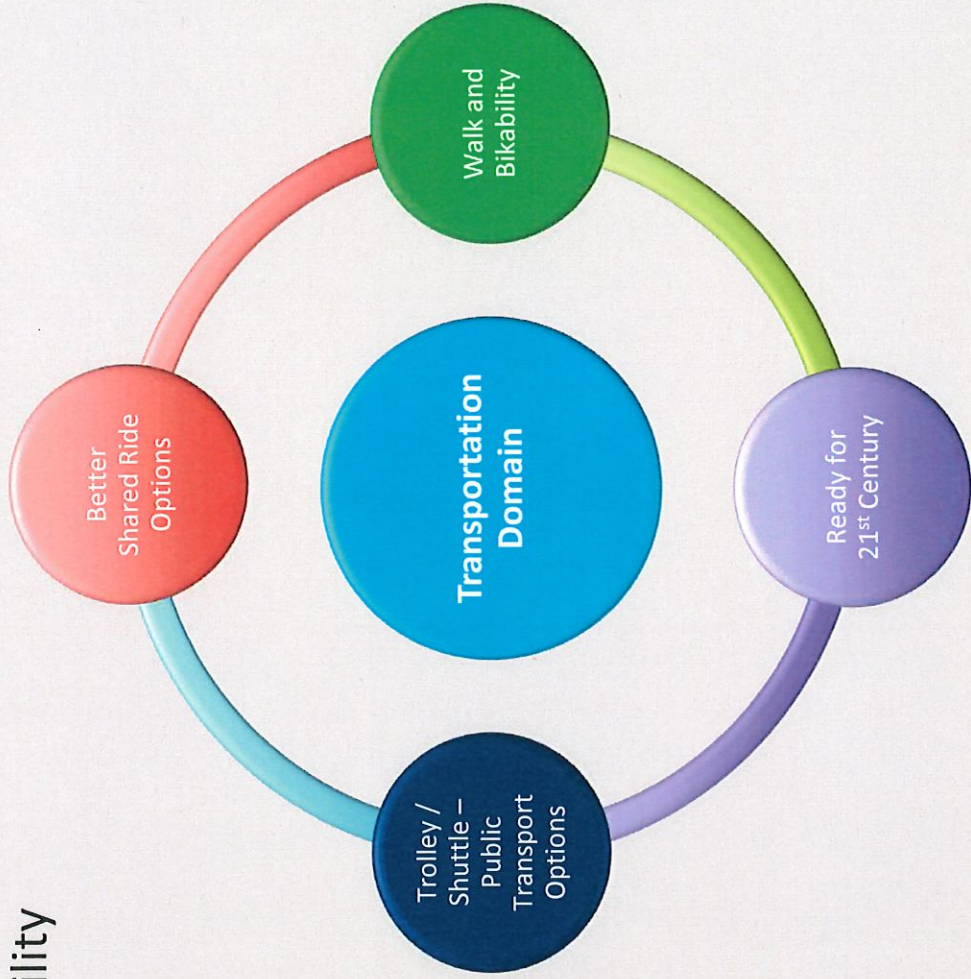 ility
Transportation
Domain
Better
Shared Ride
Options
Walk and
Bikability
Ready for
21st Century
Trolley /
Shuttle –
Public
Transport
Options